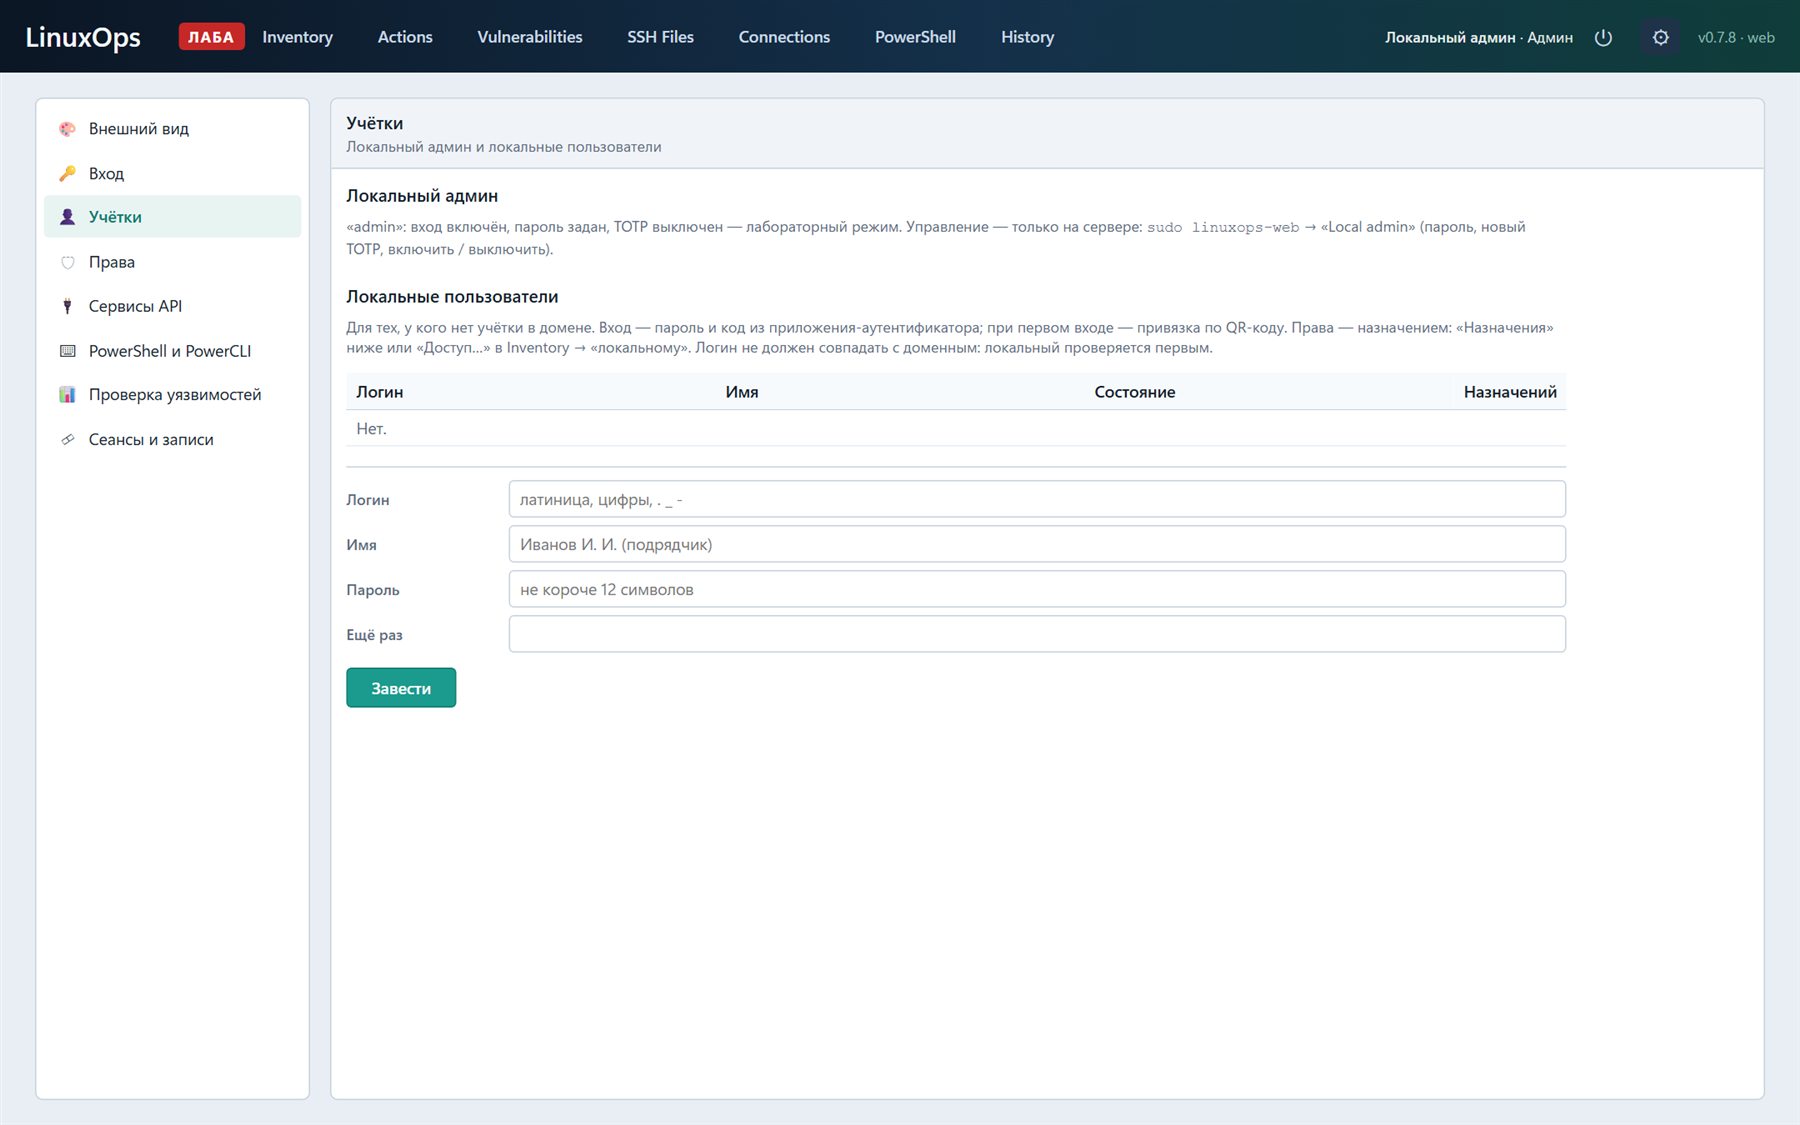 LinuxOps ЛАБА Inventory Actions Vulnerabilities SSH Files Connections PowerShell History Локальный админ · Админ v0.7.8 · web
Внешний вид
Вход
Учётки
Права
Сервисы API
PowerShell и PowerCLI
Проверка уязвимостей
Сеансы и записи
Учётки
Локальный админ и локальные пользователи
Локальный админ
«admin»: вход включён, пароль задан, TOTP выключен — лабораторный режим. Управление — только на сервере: sudo linuxops-web → «Local admin» (пароль, новый
TOTP, включить / выключить).
Локальные пользователи
Для тех, у кого нет учётки в домене. Вход — пароль и код из приложения-аутентификатора; при первом входе — привязка по QR-коду. Права — назначением: «Назначения»
ниже или «Доступ...» в Inventory → «локальному». Логин не должен совпадать с доменным: локальный проверяется первым.
Логин Имя Состояние Назначений
Нет.
Логин латиница, цифры, . _ -
Имя Иванов И. И. (подрядчик)
Пароль не короче 12 символов
Ещё раз
Завести